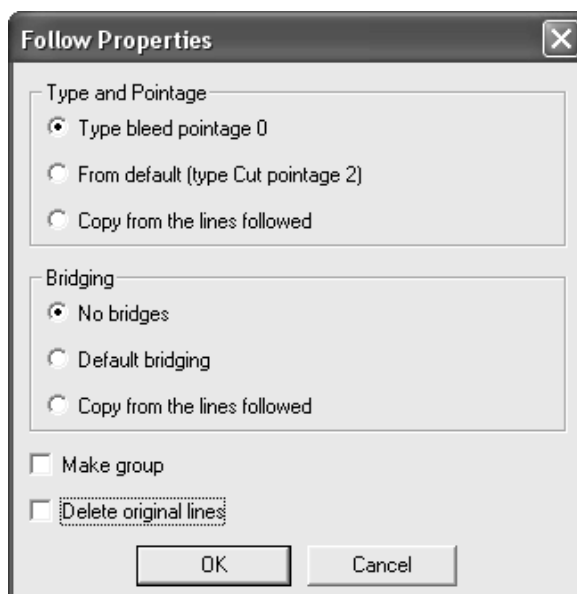 Follow Properties
Type and Pointage
Type bleed pointage 0
From default (type Cut pointage 2)
Copy from the lines followed
Bridging
No bridges
Default bridging
Copy from the lines followed
Make group
Delete original lines
OK Cancel